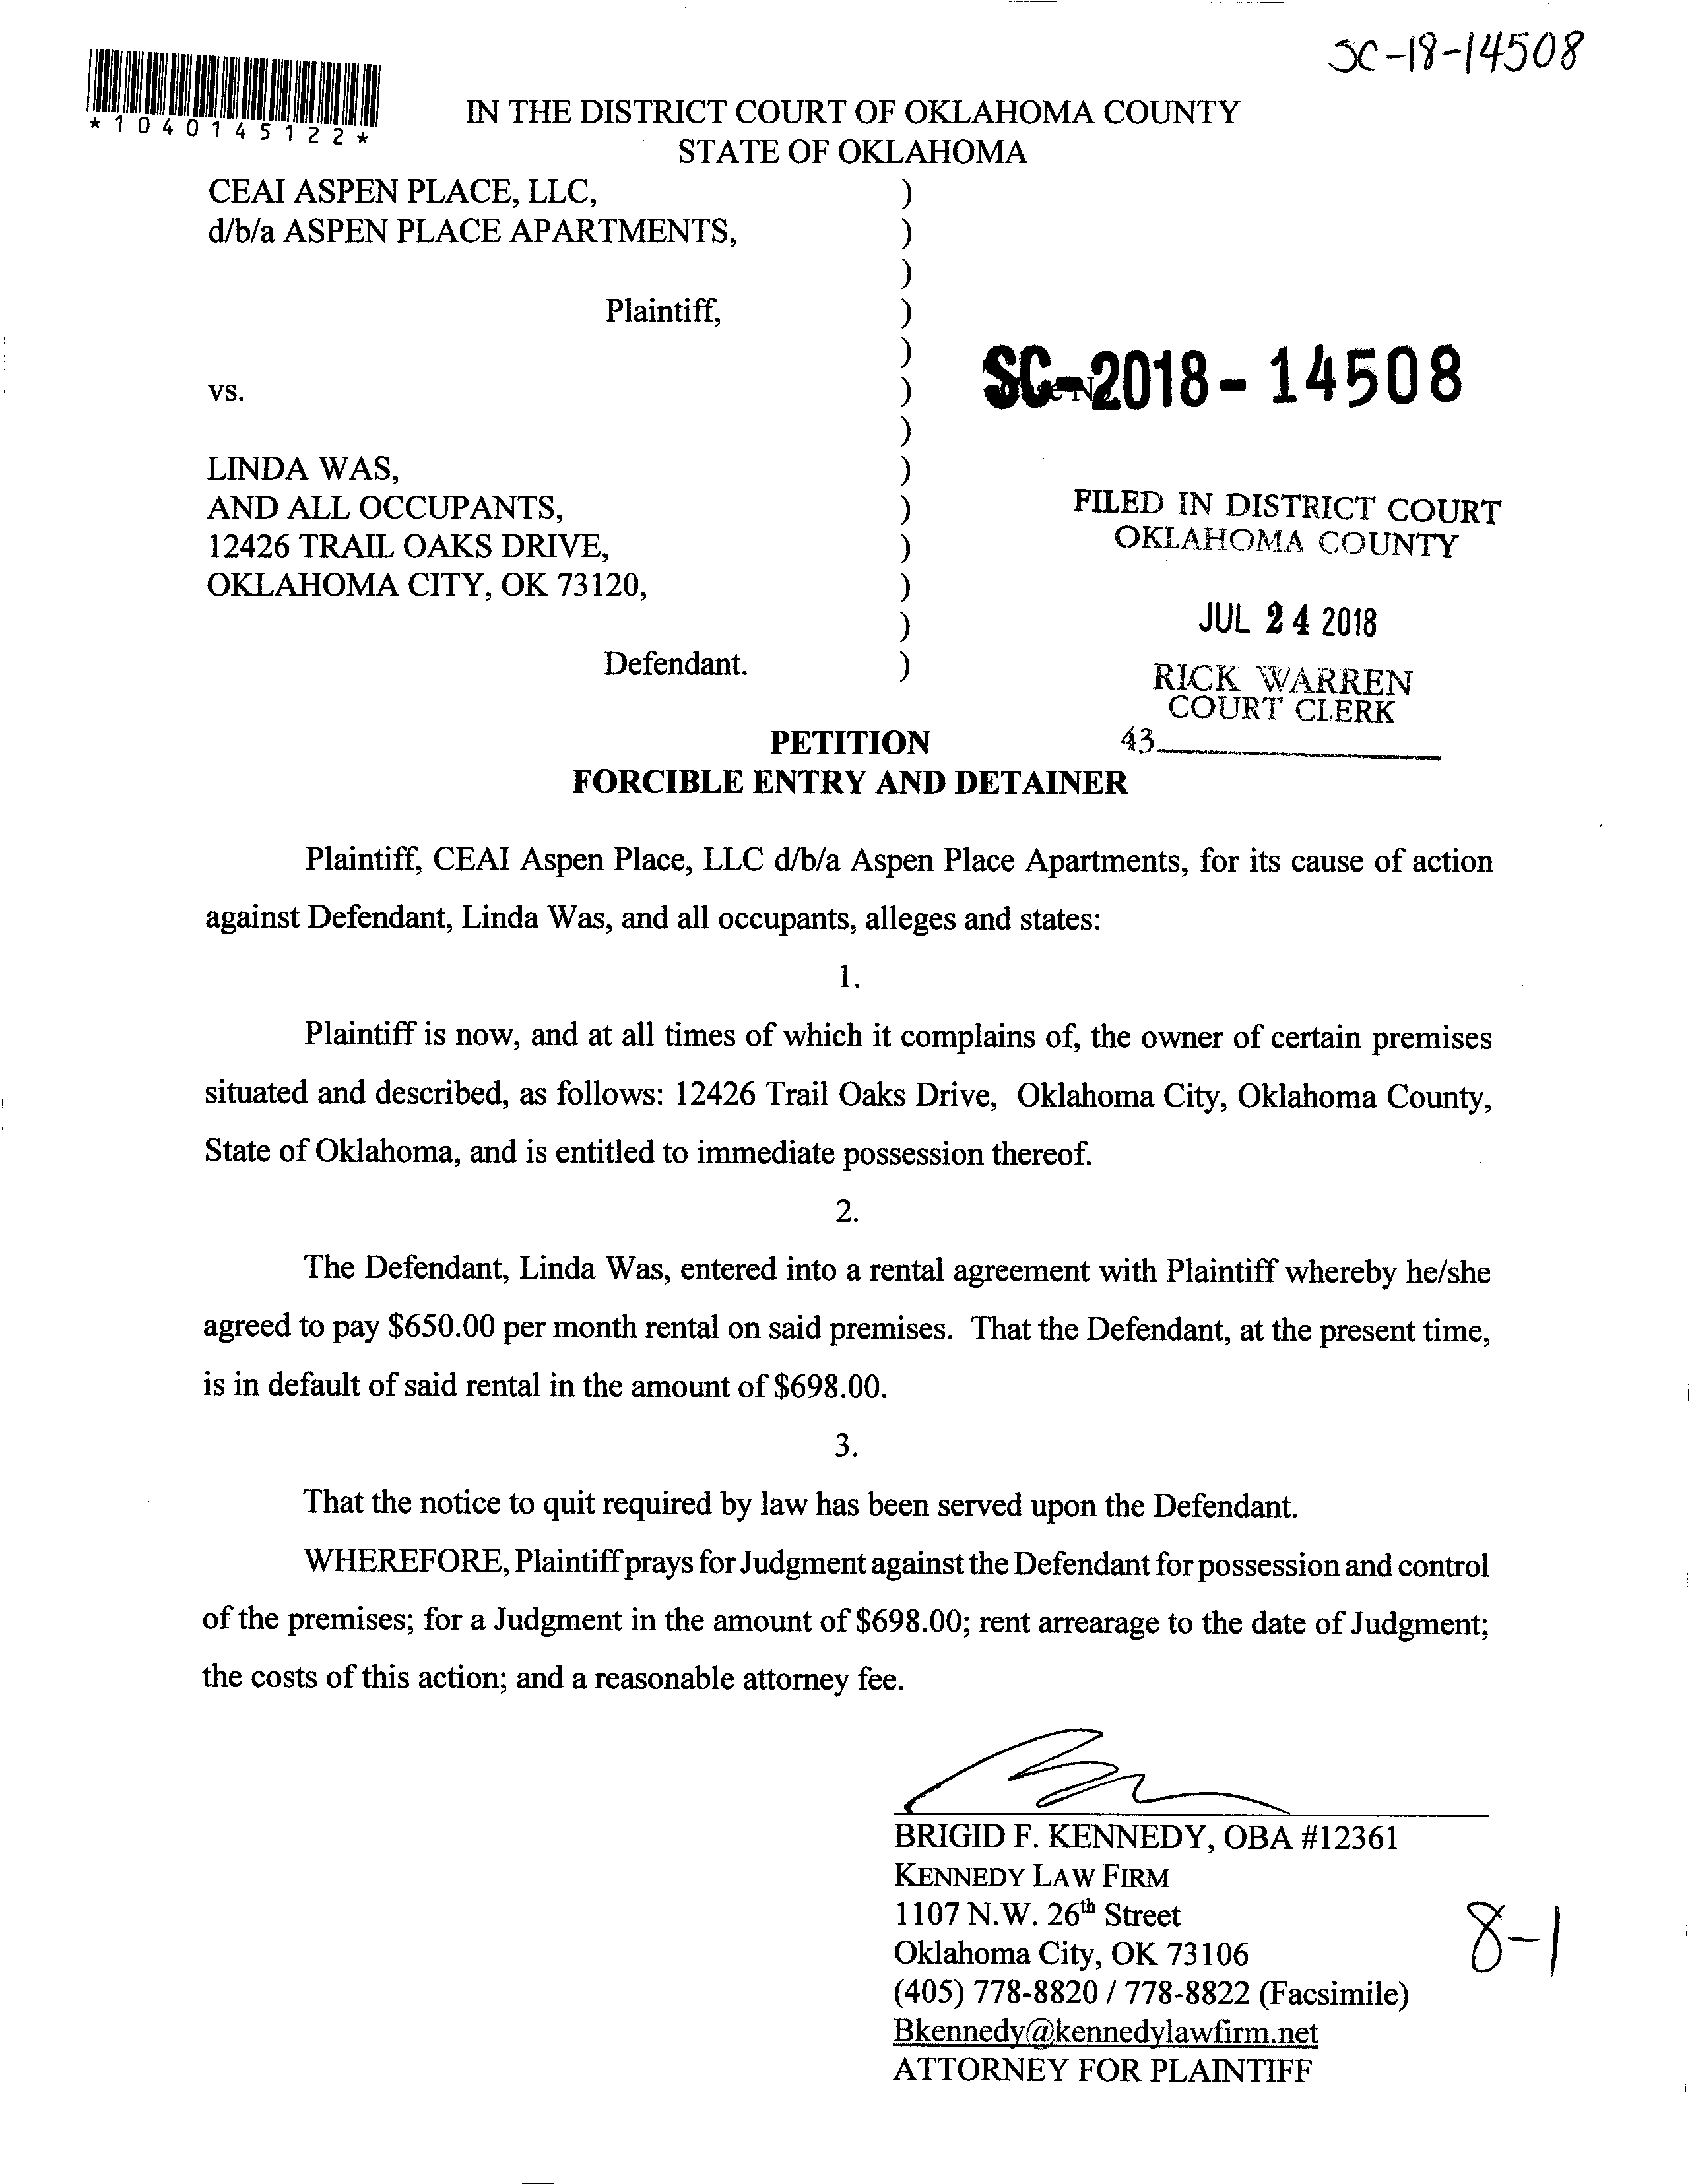 SC-18-14508
*1040145122*
IN THE DISTRICT COURT OF OKLAHOMA COUNTY
STATE OF OKLAHOMA
CEAI ASPEN PLACE, LLC, )
d/b/a ASPEN PLACE APARTMENTS, )
)
Plaintiff, )
)
vs. ) SC-2018-14508
)
LINDA WAS, )
AND ALL OCCUPANTS, ) FILED IN DISTRICT COURT
12426 TRAIL OAKS DRIVE, ) OKLAHOMA COUNTY
OKLAHOMA CITY, OK 73120, )
) JUL 24 2018
Defendant. ) RICK WARREN
COURT CLERK
PETITION 43
FORCIBLE ENTRY AND DETAINER
Plaintiff, CEAI Aspen Place, LLC d/b/a Aspen Place Apartments, for its cause of action
against Defendant, Linda Was, and all occupants, alleges and states:
1.
Plaintiff is now, and at all times of which it complains of, the owner of certain premises
situated and described, as follows: 12426 Trail Oaks Drive, Oklahoma City, Oklahoma County,
State of Oklahoma, and is entitled to immediate possession thereof.
2.
The Defendant, Linda Was, entered into a rental agreement with Plaintiff whereby he/she
agreed to pay $650.00 per month rental on said premises. That the Defendant, at the present time,
is in default of said rental in the amount of $698.00.
3.
That the notice to quit required by law has been served upon the Defendant.
WHEREFORE, Plaintiff prays for Judgment against the Defendant for possession and control
of the premises; for a Judgment in the amount of $698.00; rent arrearage to the date of Judgment;
the costs of this action; and a reasonable attorney fee.
BRIGID F. KENNEDY, OBA #12361
KENNEDY LAW FIRM
1107 N.W. 26th Street
Oklahoma City, OK 73106
8-1
(405) 778-8820 / 778-8822 (Facsimile)
Bkennedy@kennedylawfirm.net
ATTORNEY FOR PLAINTIFF